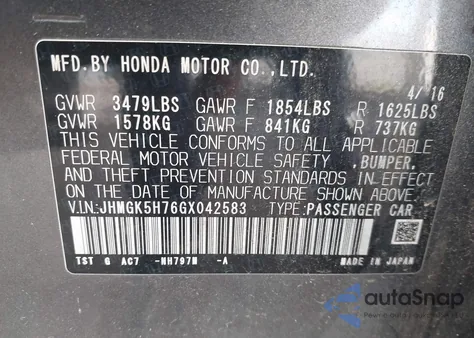 MFD.BY HONDA MOTOR CO.,LTD.
4/16
GVWR 3479LBS GAWR F 1854LBS R 1625LBS
GVWR 1578KG GAWR F 841KG R 737KG
THIS VEHICLE CONFORMS TO ALL APPLICABLE
FEDERAL MOTOR VEHICLE SAFETY ,BUMPER,
AND THEFT PREVENTION STANDARDS IN EFFECT ON
THE DATE OF MANUFACTURE SHOWN ABOVE.
V.I.N:JHMGK5H76GX042583 TYPE:PASSENGER CAR
TST G AC7 -NH797M -A MADE IN JAPAN
autoSnap